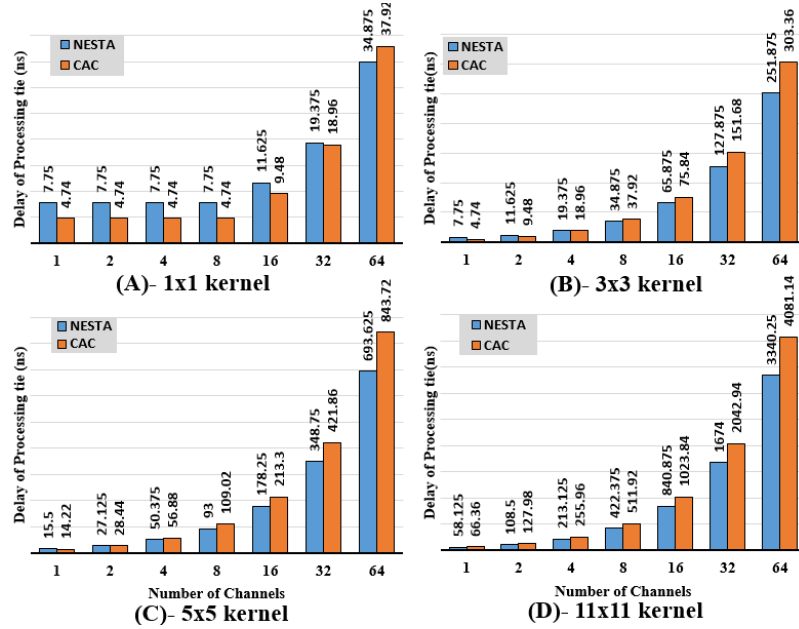 Delay of Processing tie (ns)
NESTA
CAC
7.75
4.74
7.75
4.74
7.75
4.74
7.75
4.74
11.625
9.48
19.375
18.96
34.875
37.92
1 2 4 8 16 32 64
(A)- 1x1 kernel
Delay of Processing tie(ns)
NESTA
CAC
7.75
4.74
11.625
9.48
19.375
18.96
34.875
37.92
65.875
75.84
127.875
151.68
251.875
303.36
1 2 4 8 16 32 64
(B)- 3x3 kernel
Delay of Processing tie (ns)
NESTA
CAC
15.5
14.22
27.125
28.44
50.375
56.88
93
109.02
178.25
213.3
348.75
421.86
693.625
843.72
1 2 4 8 16 32 64
Number of Channels
(C)- 5x5 kernel
Delay of Processing tie(ns)
NESTA
CAC
58.125
66.36
108.5
127.98
213.125
255.96
422.375
511.92
840.875
1023.84
1674
2042.94
3340.25
4081.14
1 2 4 8 16 32 64
Number of Channels
(D)- 11x11 kernel